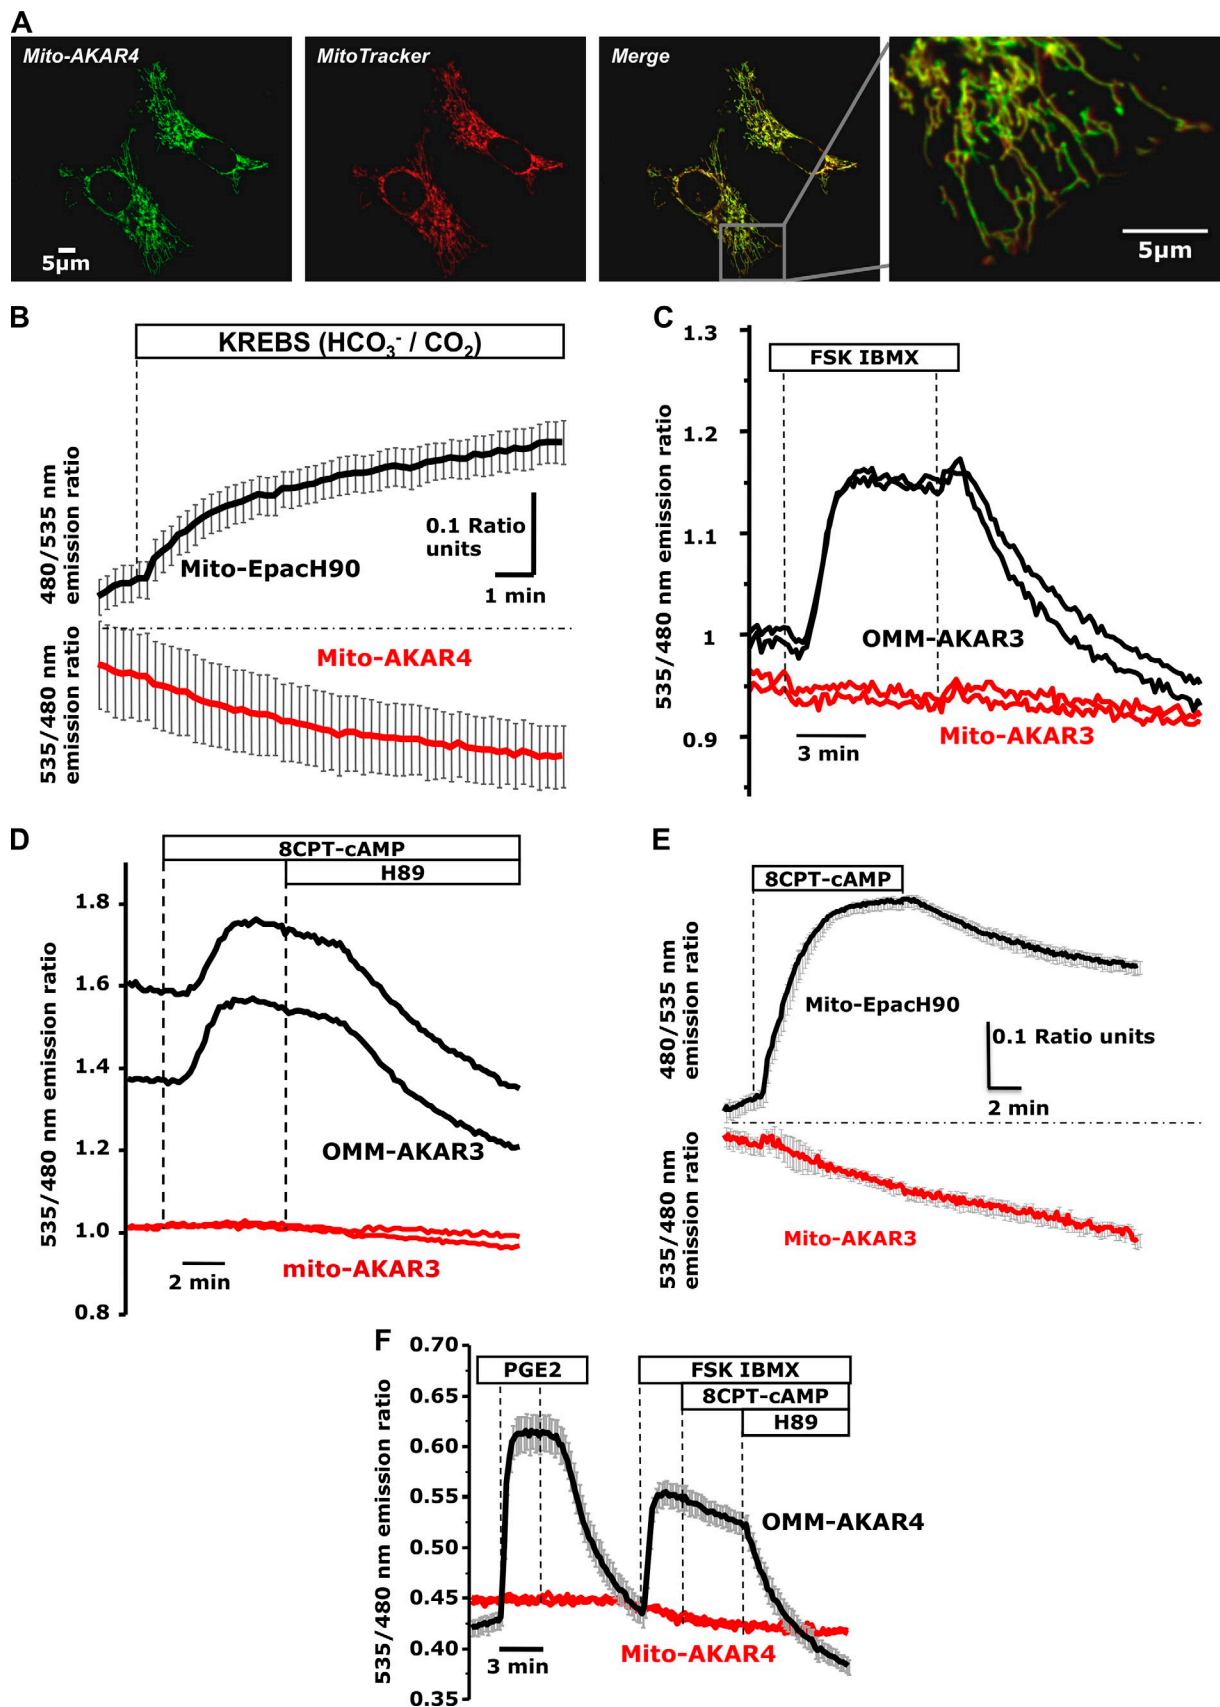 A
Mito-AKAR4
MitoTracker
Merge
5µm
5µm
B
KREBS (HCO₃⁻ / CO₂)
480/535 nm
emission ratio
Mito-EpacH90
0.1 Ratio
units
1 min
535/480 nm
emission ratio
Mito-AKAR4
C
1.3
1.2
1.1
1
0.9
535/480 nm emission ratio
FSK IBMX
OMM-AKAR3
Mito-AKAR3
3 min
D
8CPT-cAMP
H89
1.8
1.6
1.4
1.2
1.0
0.8
535/480 nm emission ratio
OMM-AKAR3
mito-AKAR3
2 min
E
8CPT-cAMP
480/535 nm
emission ratio
Mito-EpacH90
0.1 Ratio units
2 min
535/480 nm
emission ratio
Mito-AKAR3
F
0.70
0.65
0.60
0.55
0.50
0.45
0.40
0.35
535/480 nm emission ratio
PGE2
FSK IBMX
8CPT-cAMP
H89
OMM-AKAR4
Mito-AKAR4
3 min